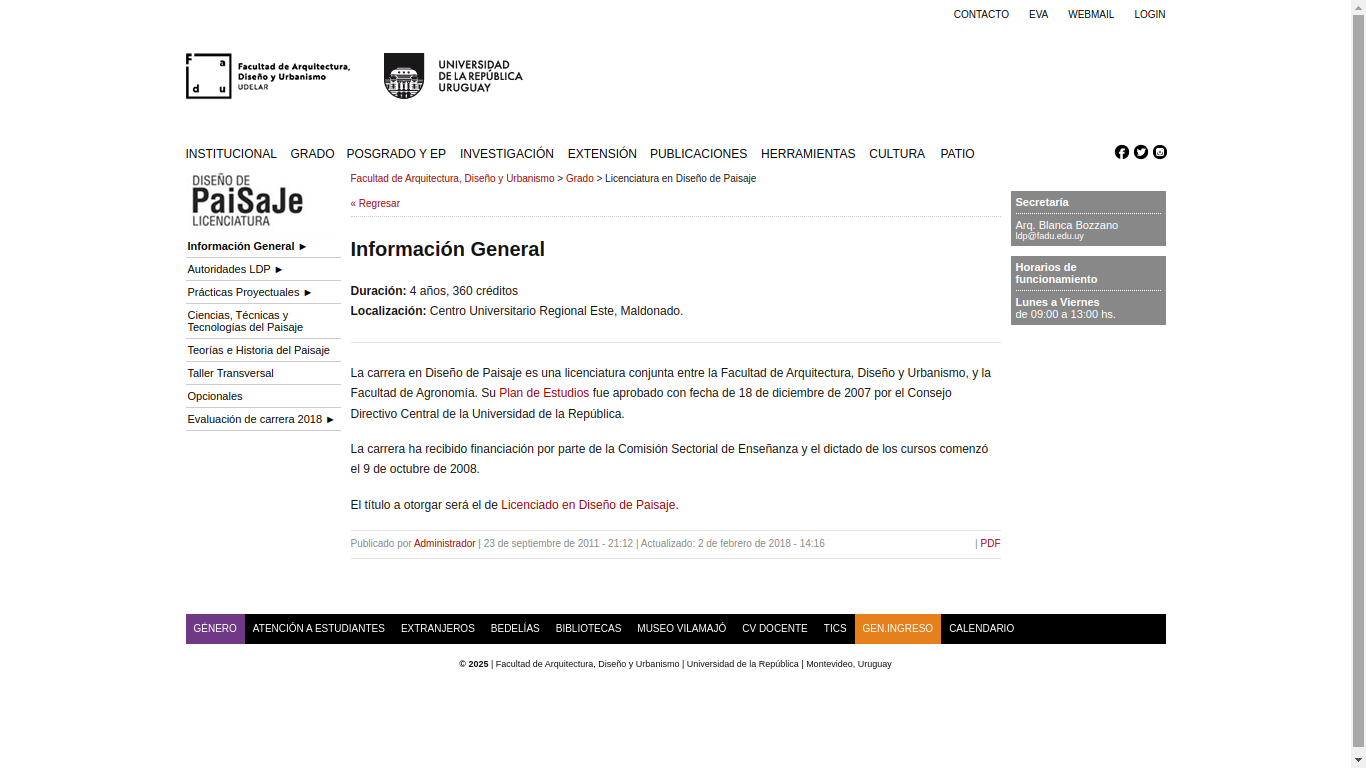 CONTACTO EVA WEBMAIL LOGIN
F a d u
Facultad de Arquitectura,
Diseño y Urbanismo
UDELAR
UNIVERSIDAD
DE LA REPÚBLICA
URUGUAY
INSTITUCIONAL GRADO POSGRADO Y EP INVESTIGACIÓN EXTENSIÓN PUBLICACIONES HERRAMIENTAS CULTURA PATIO
DISEÑO DE
PaiSaJe
LICENCIATURA
Información General ►
Autoridades LDP ►
Prácticas Proyectuales ►
Ciencias, Técnicas y
Tecnologías del Paisaje
Teorías e Historia del Paisaje
Taller Transversal
Opcionales
Evaluación de carrera 2018 ►
Facultad de Arquitectura, Diseño y Urbanismo > Grado > Licenciatura en Diseño de Paisaje
« Regresar
Información General
Duración: 4 años, 360 créditos
Localización: Centro Universitario Regional Este, Maldonado.
La carrera en Diseño de Paisaje es una licenciatura conjunta entre la Facultad de Arquitectura, Diseño y Urbanismo, y la
Facultad de Agronomía. Su Plan de Estudios fue aprobado con fecha de 18 de diciembre de 2007 por el Consejo
Directivo Central de la Universidad de la República.
La carrera ha recibido financiación por parte de la Comisión Sectorial de Enseñanza y el dictado de los cursos comenzó
el 9 de octubre de 2008.
El título a otorgar será el de Licenciado en Diseño de Paisaje.
Publicado por Administrador | 23 de septiembre de 2011 - 21:12 | Actualizado: 2 de febrero de 2018 - 14:16 | PDF
Secretaría
Arq. Blanca Bozzano
ldp@fadu.edu.uy
Horarios de
funcionamiento
Lunes a Viernes
de 09:00 a 13:00 hs.
GÉNERO ATENCIÓN A ESTUDIANTES EXTRANJEROS BEDELÍAS BIBLIOTECAS MUSEO VILAMAJÓ CV DOCENTE TICS GEN.INGRESO CALENDARIO
© 2025 | Facultad de Arquitectura, Diseño y Urbanismo | Universidad de la República | Montevideo, Uruguay